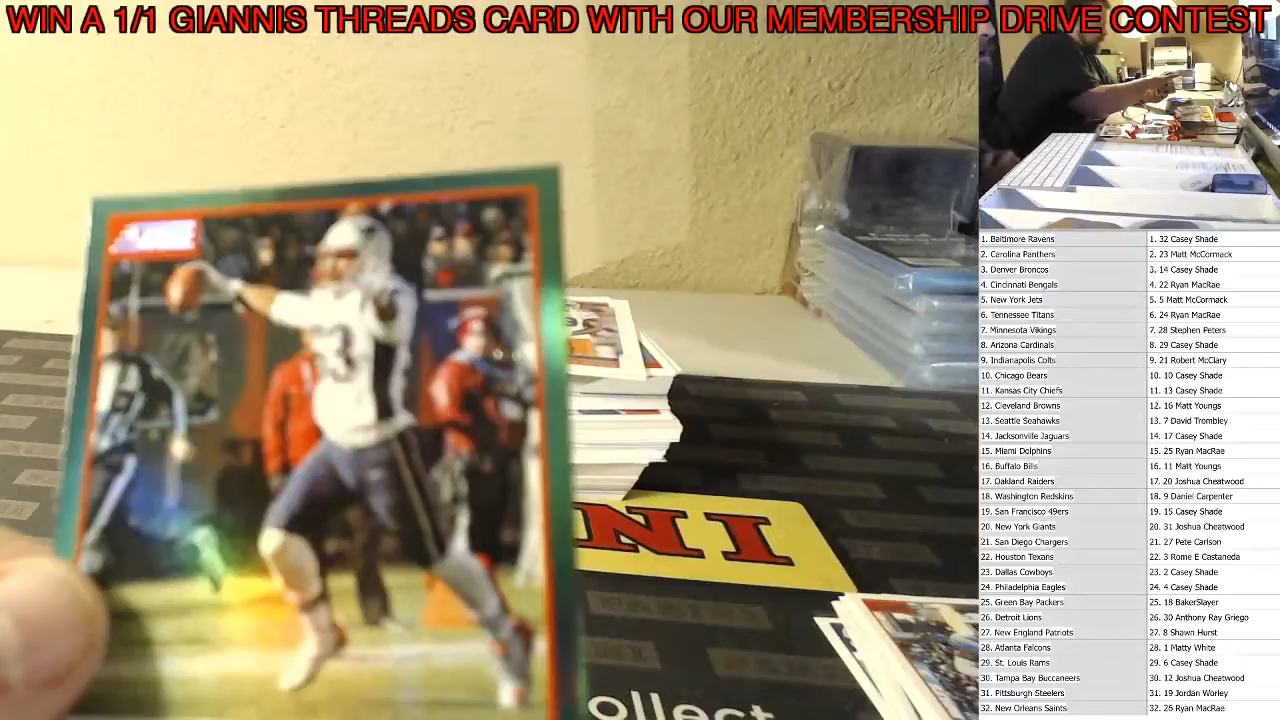 WIN A 1/1 GIANNIS THREADS CARD WITH OUR MEMBERSHIP DRIVE CONTEST
1. Baltimore Ravens 1. 32 Casey Shade
2. Carolina Panthers 2. 23 Matt McCormack
3. Denver Broncos 3. 14 Casey Shade
4. Cincinnati Bengals 4. 22 Ryan MacRae
5. New York Jets 5. 5 Matt McCormack
6. Tennesee Titans 6. 24 Ryan MacRae
7. Minnesota Vikings 7. 28 Stephen Peters
8. Arizona Cardinals 8. 29 Casey Shade
9. Indianapolis Colts 9. 21 Robert McClary
10. Chicago Bears 10. 10 Casey Shade
11. Kansas City Chiefs 11. 13 Casey Shade
12. Cleveland Browns 12. 16 Matt Youngs
13. Seattle Seahawks 13. 7 David Trombley
14. Jacksonville Jaguars 14. 17 Casey Shade
15. Miami Dolphins 15. 25 Ryan MacRae
16. Buffalo Bills 16. 11 Matt Youngs
17. Oakland Raiders 17. 20 Joshua Cheatwood
18. Washington Redskins 18. 9 Daniel Carpenter
19. San Francisco 49ers 19. 15 Casey Shade
20. New York Giants 20. 31 Joshua Cheatwood
21. San Diego Chargers 21. 27 Pete Carlson
22. Houston Texans 22. 3 Rome E Castaneda
23. Dallas Cowboys 23. 2 Casey Shade
24. Philadelphia Eagles 24. 4 Casey Shade
25. Green Bay Packers 25. 18 BakerSlayer
26. Detroit Lions 26. 30 Anthony Ray Griego
27. New England Patriots 27. 8 Shawn Hurst
28. Atlanta Falcons 28. 1 Matty White
29. St. Louis Rams 29. 6 Casey Shade
30. Tampa Bay Buccaneers 30. 12 Joshua Cheatwood
31. Pittsburgh Steelers 31. 19 Jordan Worley
32. New Orleans Saints 32. 26 Ryan MacRae
NI
ollect